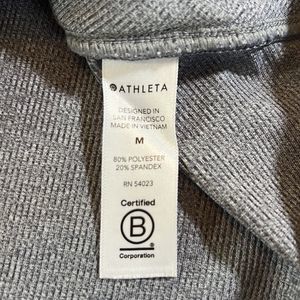 ATHLETA
DESIGNED IN
SAN FRANCISCO
MADE IN VIETNAM
M
80% POLYESTER
20% SPANDEX
RN 54023
Certified
B
Corporation